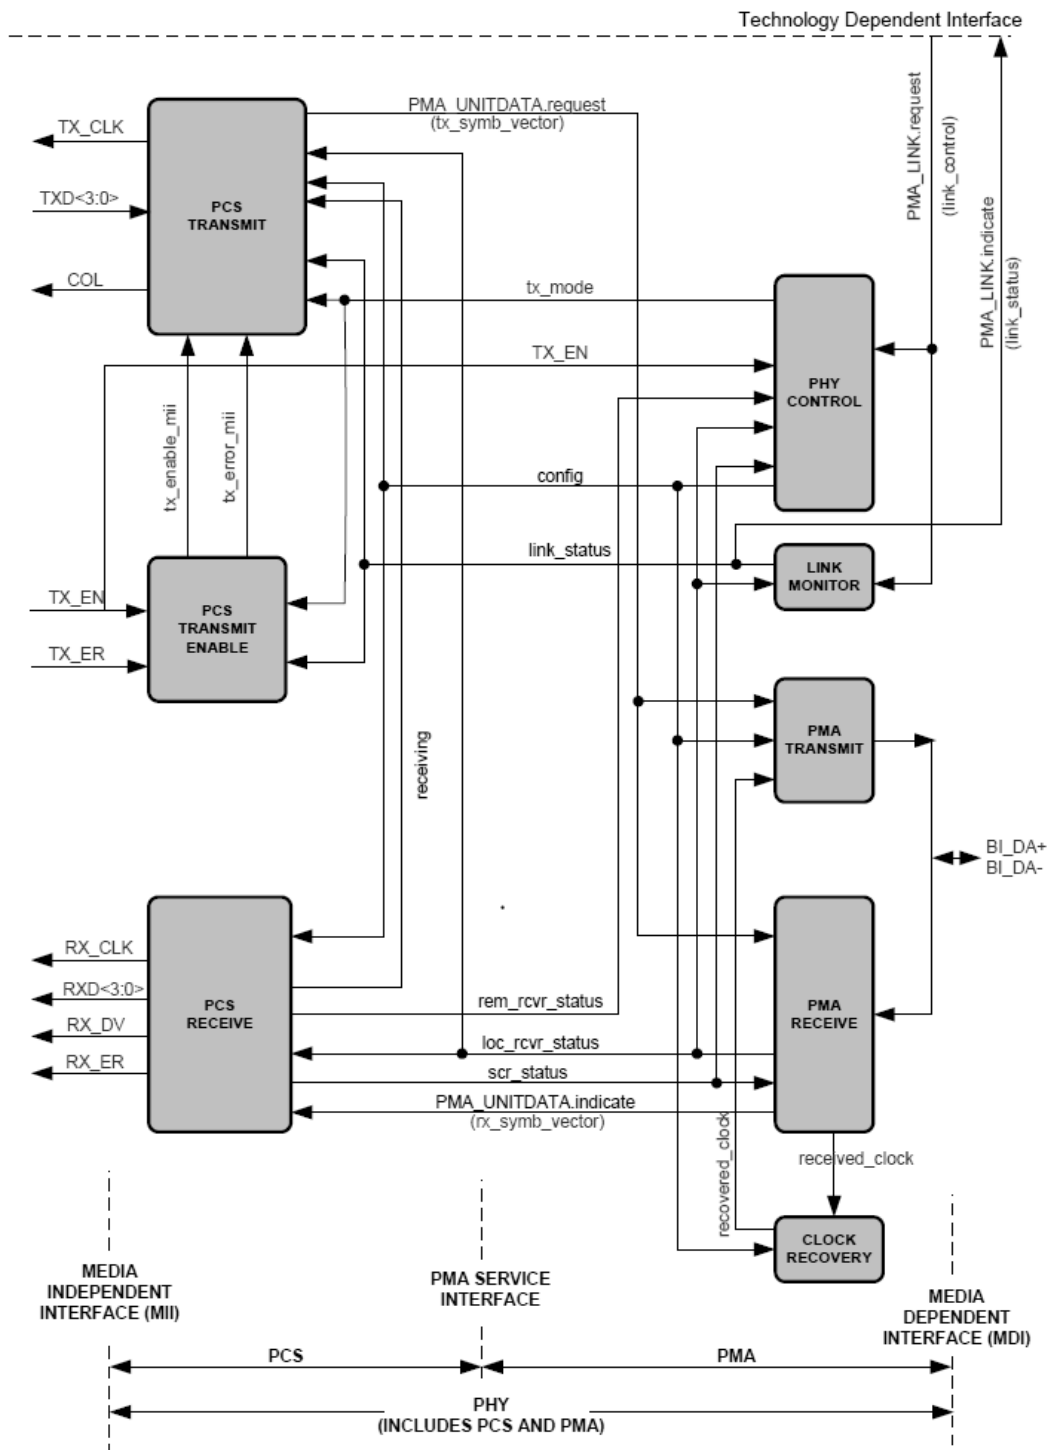 Technology Dependent Interface
PMA_UNITDATA.request
(tx_symb_vector)
PMA_LINK.request
(link_control)
PMA_LINK.indicate
(link_status)
TX_CLK
TXD<3:0>
COL
PCS
TRANSMIT
tx_mode
TX_EN
PHY
CONTROL
tx_enable_mii
tx_error_mii
config
link_status
LINK
MONITOR
TX_EN
TX_ER
PCS
TRANSMIT
ENABLE
PMA
TRANSMIT
receiving
BI_DA+
BI_DA-
RX_CLK
RXD<3:0>
RX_DV
RX_ER
PCS
RECEIVE
rem_rcvr_status
loc_rcvr_status
scr_status
PMA_UNITDATA.indicate
(rx_symb_vector)
PMA
RECEIVE
recovered_clock
received_clock
CLOCK
RECOVERY
MEDIA
INDEPENDENT
INTERFACE (MII)
PMA SERVICE
INTERFACE
MEDIA
DEPENDENT
INTERFACE (MDI)
PCS
PMA
PHY
(INCLUDES PCS AND PMA)